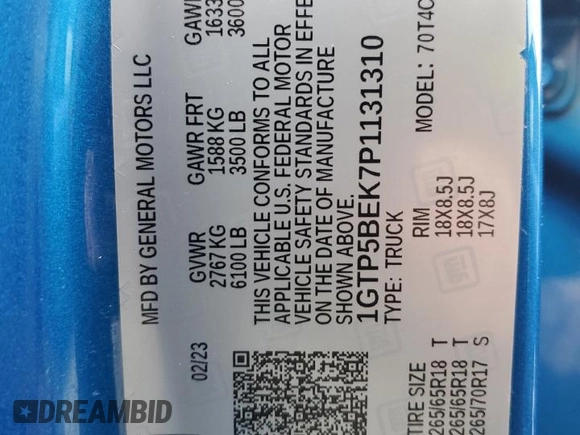 MFD BY GENERAL MOTORS LLC
02/23
GVWR
2767 KG
6100 LB
GAWR FRT
1588 KG
3500 LB
THIS VEHICLE CONFORMS TO ALL
APPLICABLE U.S. FEDERAL MOTOR
VEHICLE SAFETY STANDARDS IN EFFE
ON THE DATE OF MANUFACTURE
SHOWN ABOVE.
1GTP5BEK7P1131310
TYPE: TRUCK
MODEL: 70T4C
TIRE SIZE
265/65R18 T
265/65R18 T
265/70R17 S
RIM
18X8.5J
18X8.5J
17X8J
DREAMBID